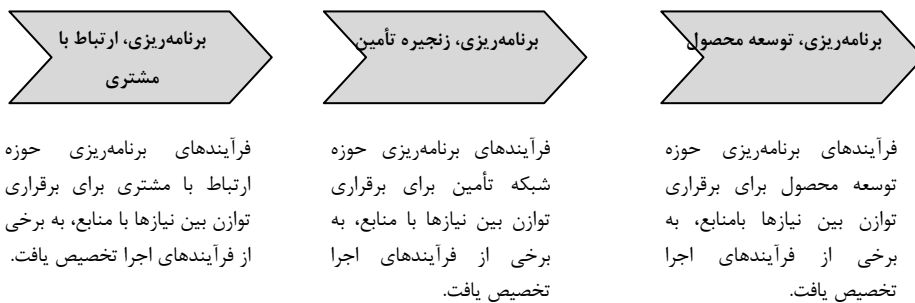 برنامه‌ریزی، توسعه محصول
فرآیندهای برنامه‌ریزی حوزه
توسعه محصول برای برقراری
توازن بین نیازها بامنابع، به
برخی از فرآیندهای اجرا
تخصیص یافت.
برنامه‌ریزی، زنجیره تأمین
فرآیندهای برنامه‌ریزی حوزه
شبکه تأمین برای برقراری
توازن بین نیازها با منابع، به
برخی از فرآیندهای اجرا
تخصیص یافت.
برنامه‌ریزی، ارتباط با
مشتری
فرآیندهای برنامه‌ریزی حوزه
ارتباط با مشتری برای برقراری
توازن بین نیازها با منابع، به برخی
از فرآیندهای اجرا تخصیص یافت.